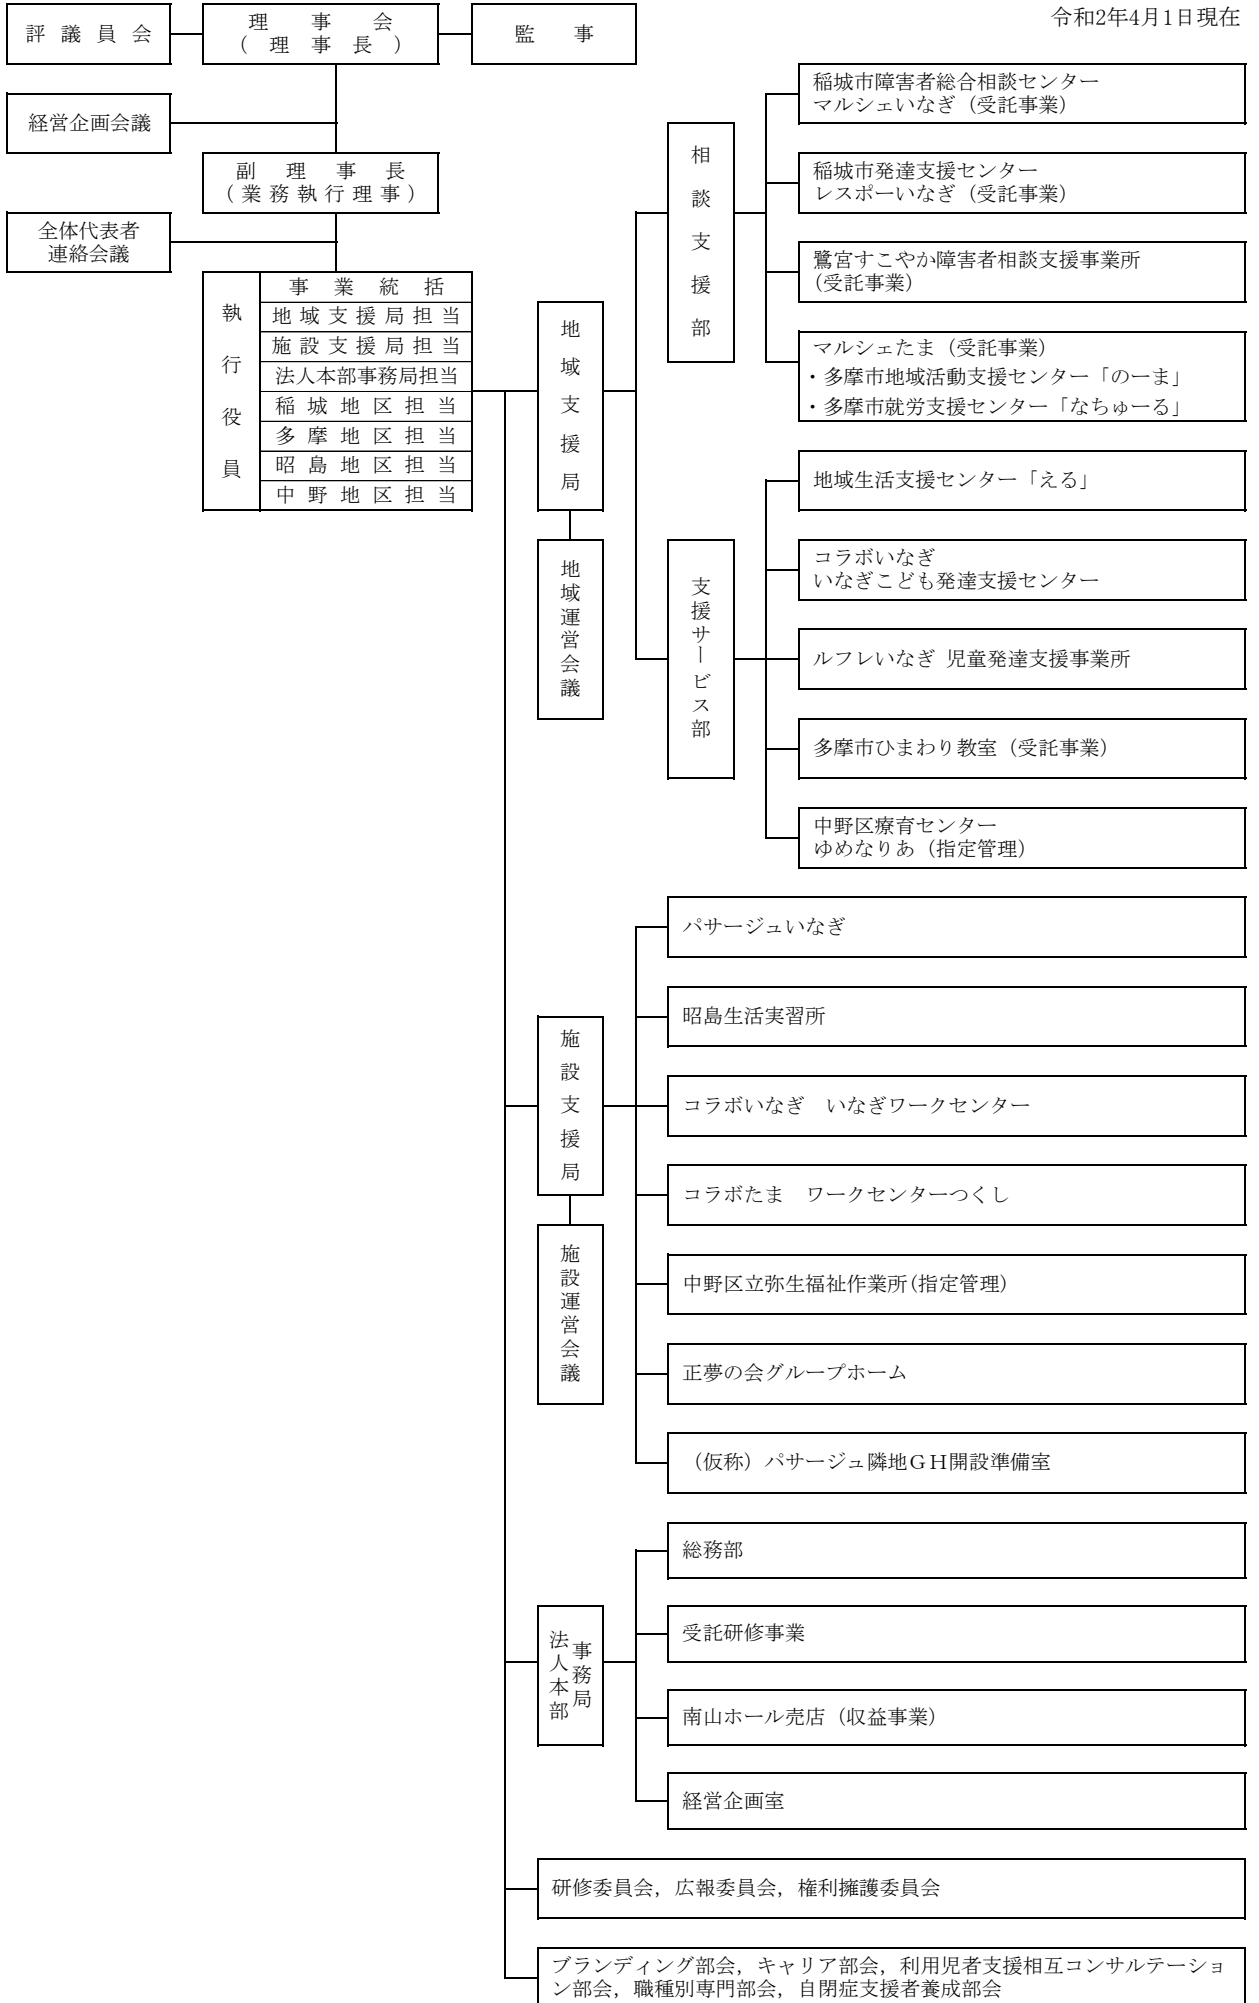 令和2年4月1日現在
評議員会
理事会
(理事長)
監事
経営企画会議
副理事長
(業務執行理事)
全体代表者
連絡会議
執行役員
事業統括
地域支援局担当
施設支援局担当
法人本部事務局担当
稲城地区担当
多摩地区担当
昭島地区担当
中野地区担当
地域支援局
地域運営会議
相談支援部
稲城市障害者総合相談センター
マルシェいなぎ（受託事業）
稲城市発達支援センター
レスポーいなぎ（受託事業）
鷺宮すこやか障害者相談支援事業所
(受託事業)
マルシェたま（受託事業）
・多摩市地域活動支援センター「のーま」
・多摩市就労支援センター「なちゅーる」
支援サービス部
地域生活支援センター「える」
コラボいなぎ
いなぎこども発達支援センター
ルフレいなぎ 児童発達支援事業所
多摩市ひまわり教室（受託事業）
中野区療育センター
ゆめなりあ（指定管理）
施設支援局
施設運営会議
パサージュいなぎ
昭島生活実習所
コラボいなぎ　いなぎワークセンター
コラボたま　ワークセンターつくし
中野区立弥生福祉作業所(指定管理)
正夢の会グループホーム
（仮称）パサージュ隣地ＧＨ開設準備室
法人本部
事務局
総務部
受託研修事業
南山ホール売店（収益事業）
経営企画室
研修委員会，広報委員会，権利擁護委員会
ブランディング部会，キャリア部会，利用児者支援相互コンサルテーショ
ン部会，職種別専門部会，自閉症支援者養成部会